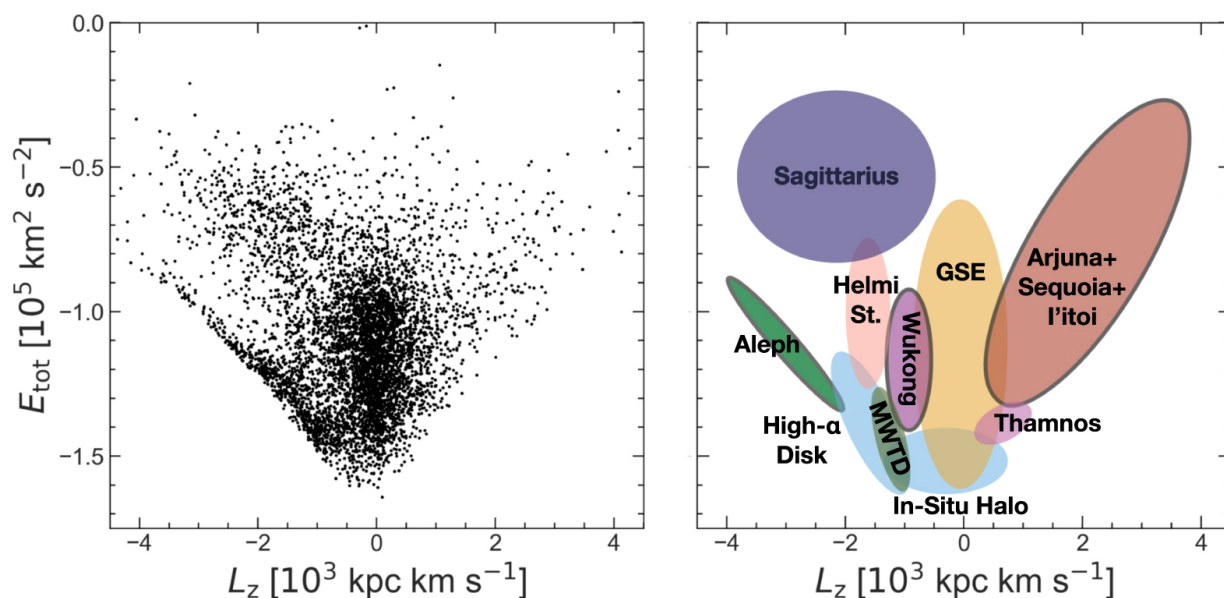 0.0
−0.5
−1.0
−1.5
E_tot [10^5 km^2 s^−2]
−4 −2 0 2 4
L_z [10^3 kpc km s^−1]
Sagittarius
Helmi
St.
GSE
Arjuna+
Sequoia+
I'itoi
Aleph
Wukong
High-α
Disk
MWTD
Thamnos
In-Situ Halo
−4 −2 0 2 4
L_z [10^3 kpc km s^−1]